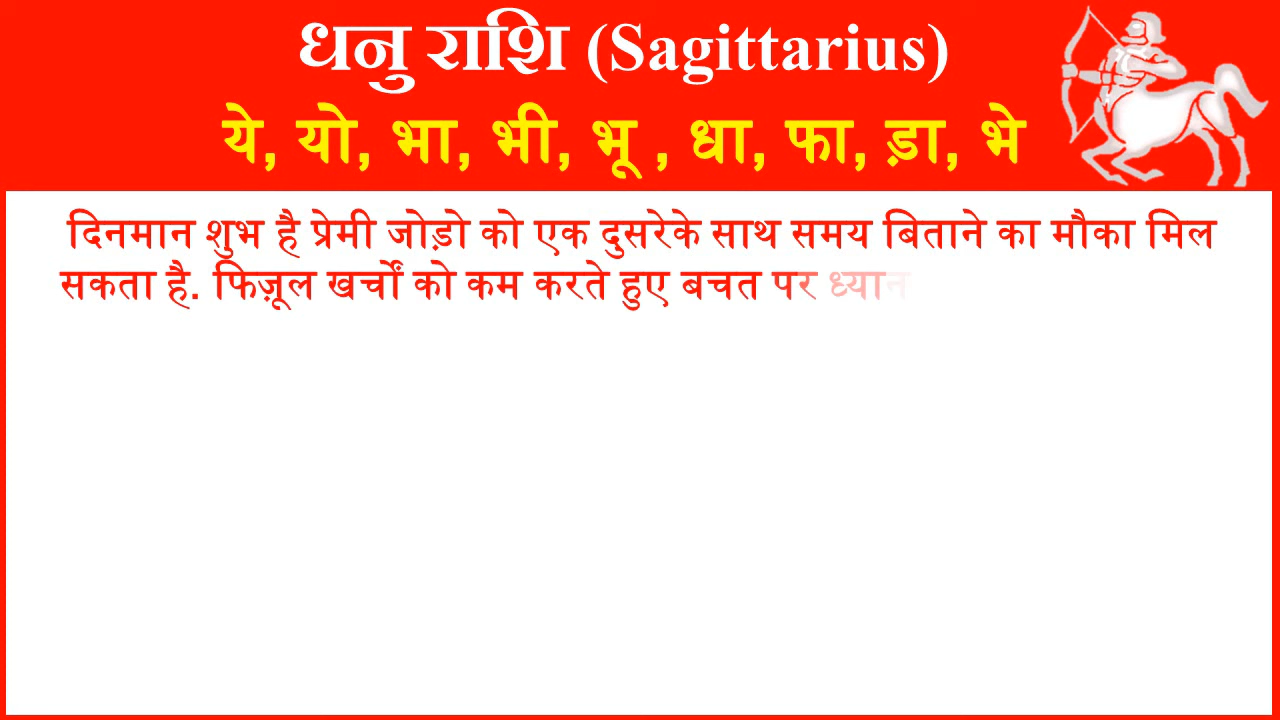 धनु राशि (Sagittarius)
ये, यो, भा, भी, भू , धा, फा, ड़ा, भे
दिनमान शुभ है प्रेमी जोड़ो को एक दुसरेके साथ समय बिताने का मौका मिल
सकता है. फिज़ूल खर्चों को कम करते हुए बचत पर ध्यान